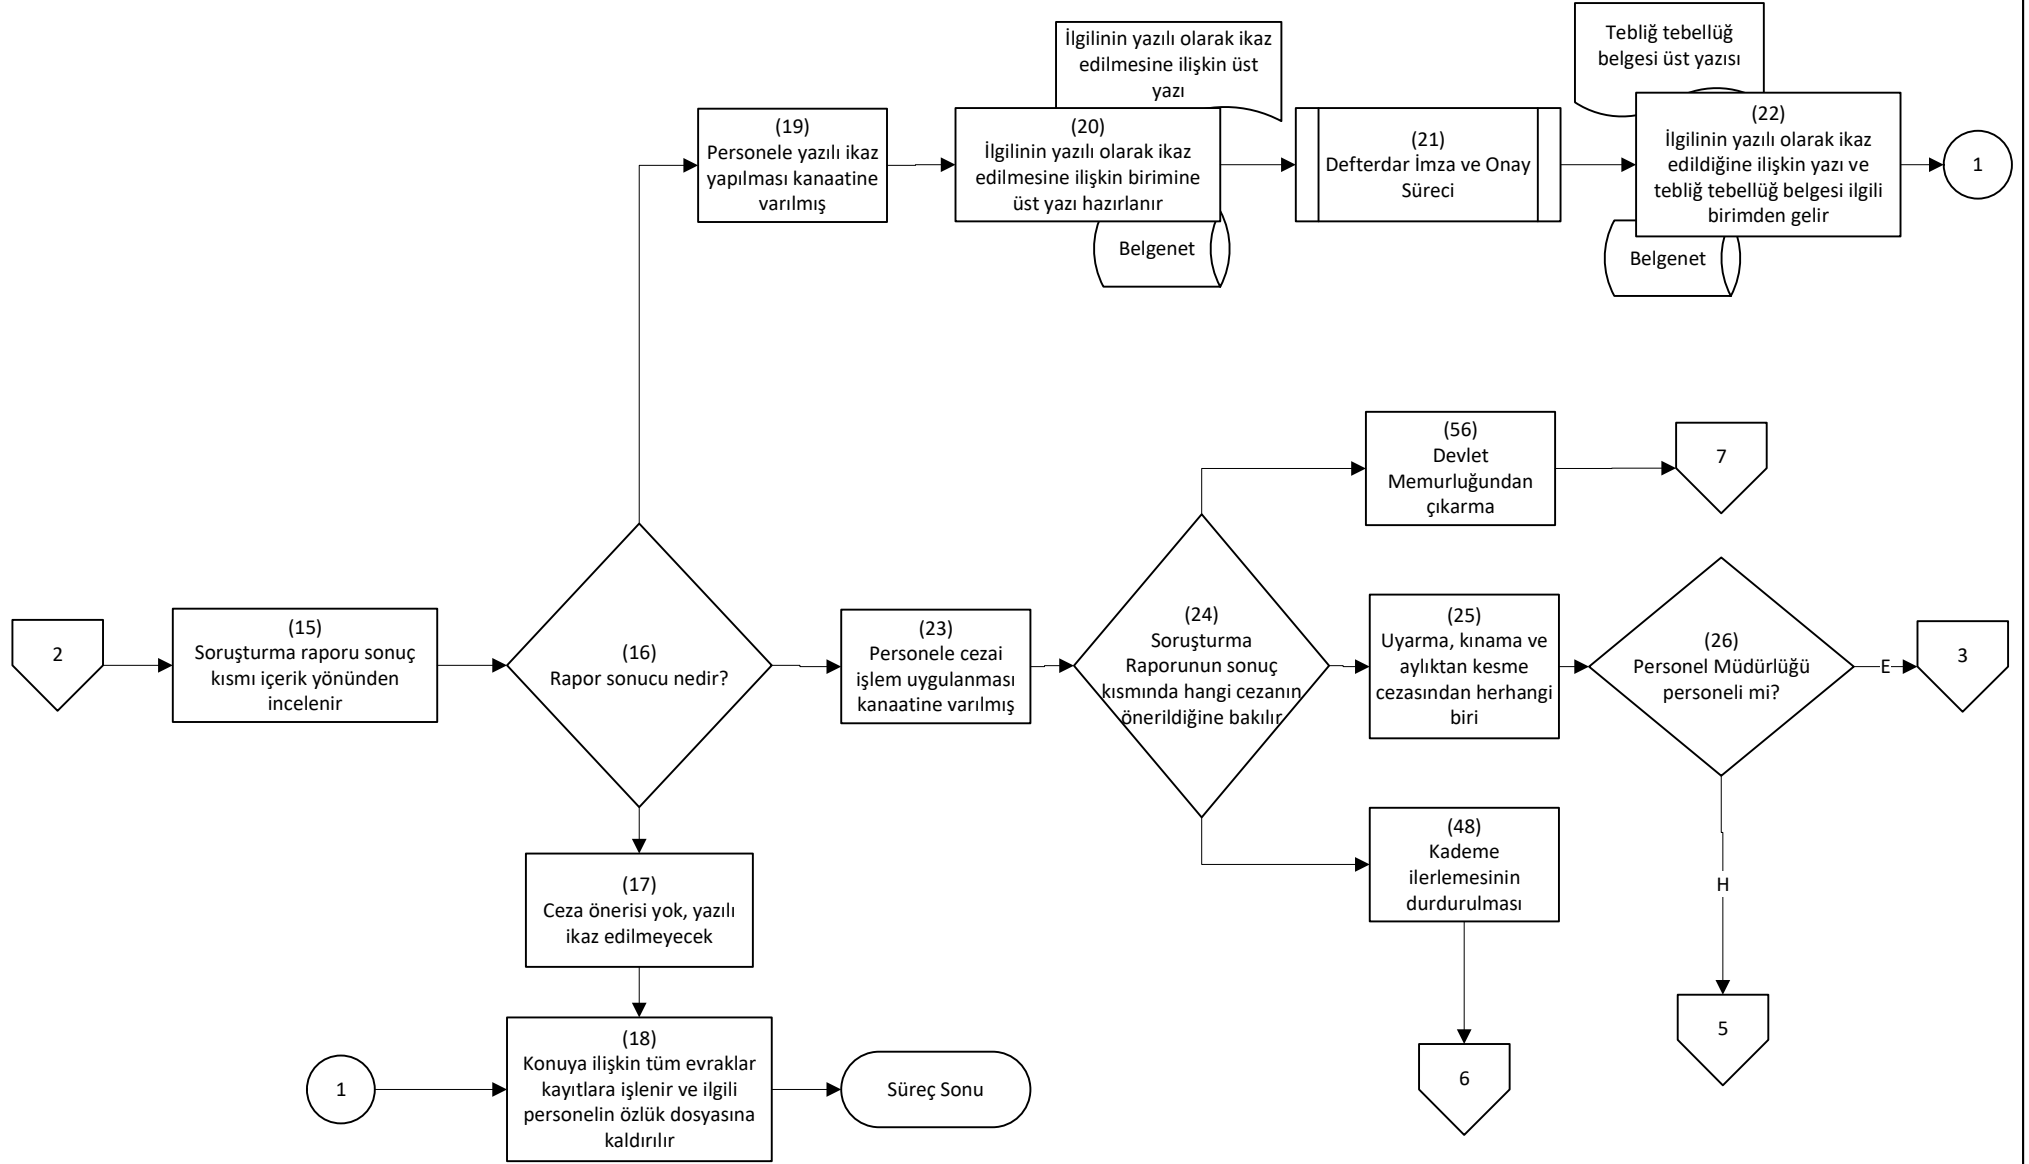 İlgilinin yazılı olarak ikaz
edilmesine ilişkin üst
yazı
Tebliğ tebellüğ
belgesi üst yazısı
(19)
Personele yazılı ikaz
yapılması kanaatine
varılmış
(20)
İlgilinin yazılı olarak ikaz
edilmesine ilişkin birimine
üst yazı hazırlanır
Belgenet
(21)
Defterdar İmza ve Onay
Süreci
(22)
İlgilinin yazılı olarak ikaz
edildiğine ilişkin yazı ve
tebliğ tebellüğ belgesi ilgili
birimden gelir
Belgenet
1
(56)
Devlet
Memurluğundan
çıkarma
7
2
(15)
Soruşturma raporu sonuç
kısmı içerik yönünden
incelenir
(16)
Rapor sonucu nedir?
(23)
Personele cezai
işlem uygulanması
kanaatine varılmış
(24)
Soruşturma
Raporunun sonuç
kısmında hangi cezanın
önerildiğine bakılır
(25)
Uyarma, kınama ve
aylıktan kesme
cezasından herhangi
biri
(26)
Personel Müdürlüğü
personeli mi?
E
3
(48)
Kademe
ilerlemesinin
durdurulması
H
(17)
Ceza önerisi yok, yazılı
ikaz edilmeyecek
5
6
1
(18)
Konuya ilişkin tüm evraklar
kayıtlara işlenir ve ilgili
personelin özlük dosyasına
kaldırılır
Süreç Sonu